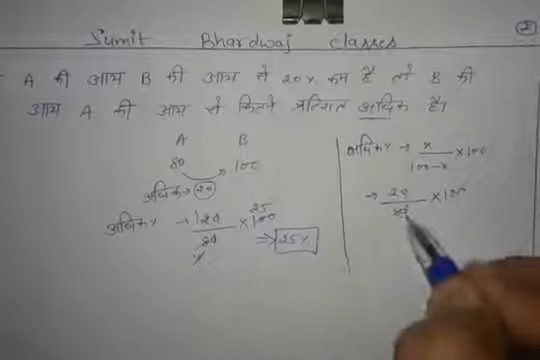 Sumit Bhardwaj Classes
A की आय B की आय से 20% कम है तो B की
आय A की आय से कितने प्रतिशत अधिक है।
A B
80 100
अधिक → 20
अधिक% → 20/80 × 100 25
⇒ 25%
अधिक% → x/100-x × 100
→ 20/80 × 100